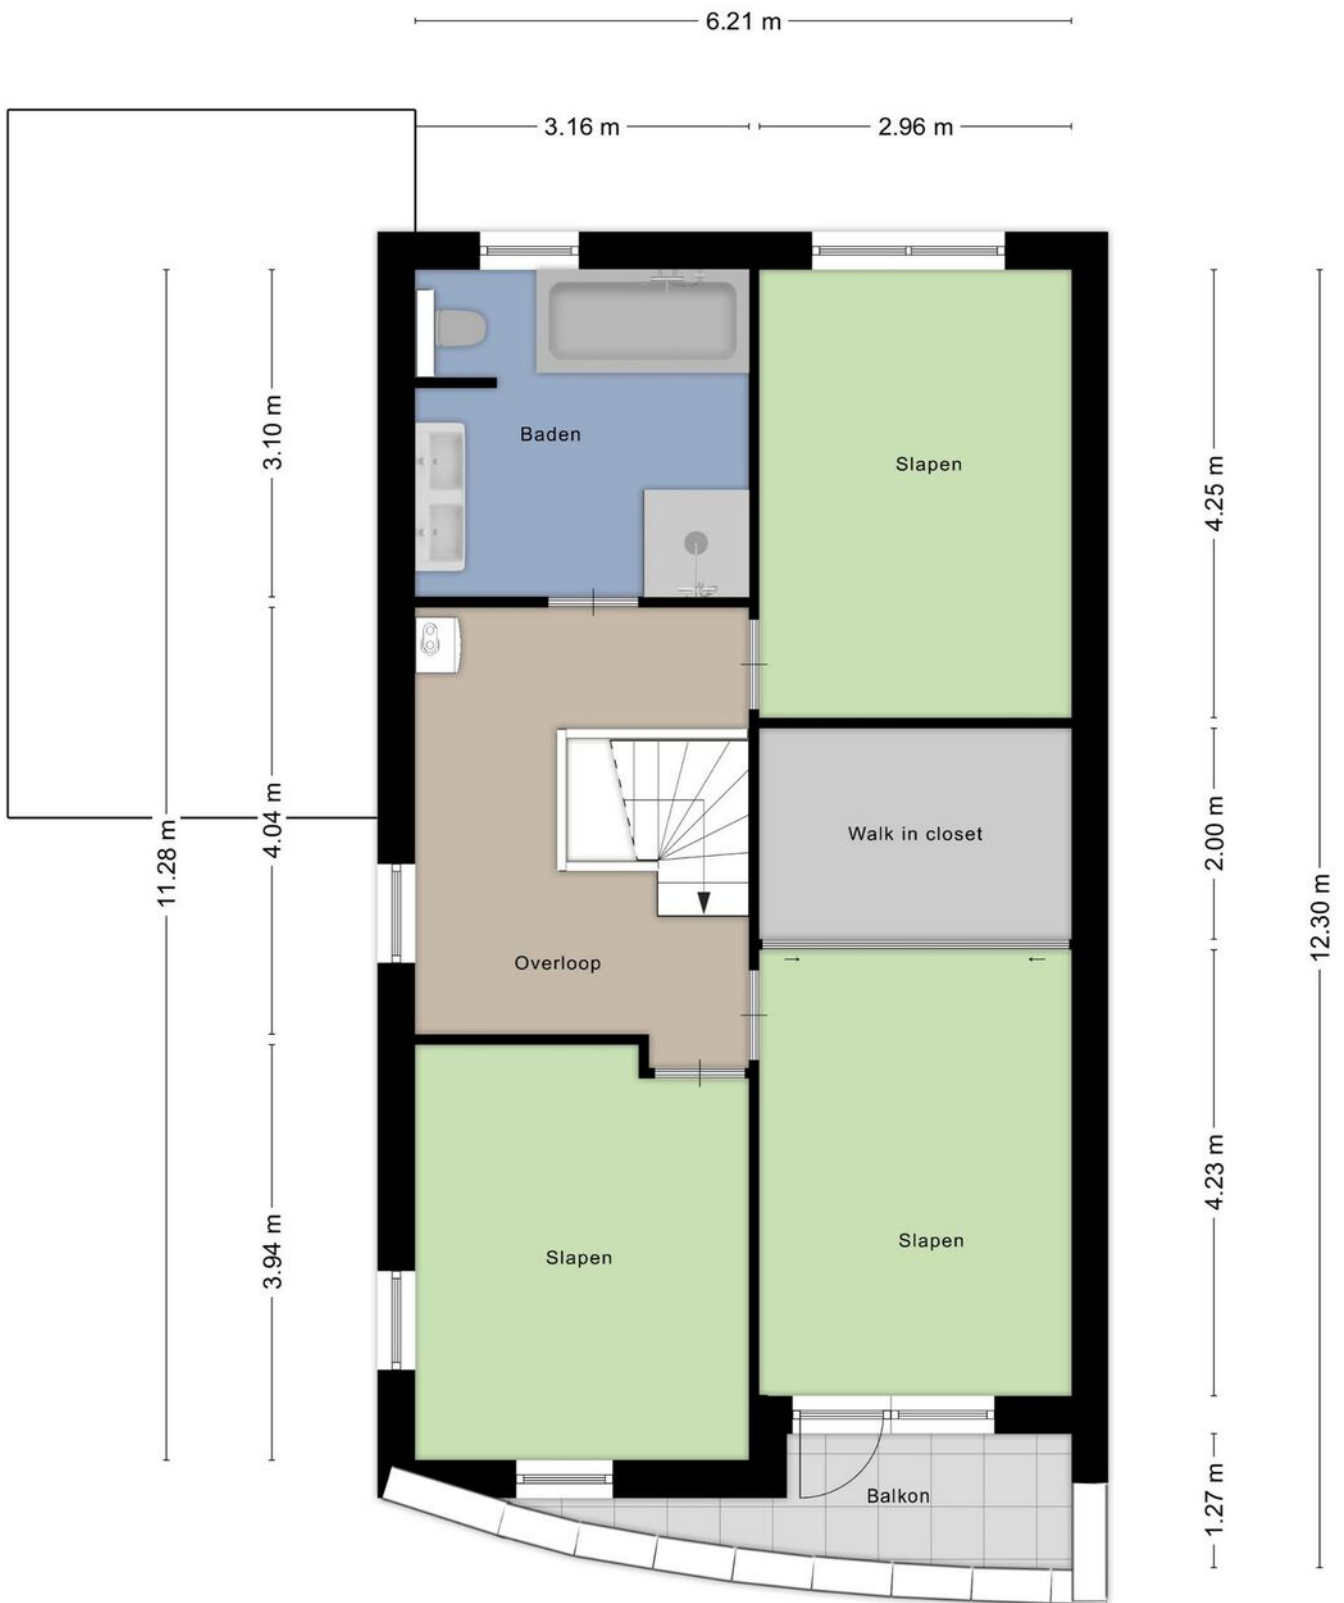 6.21 m
3.16 m
2.96 m
3.10 m
Baden
Slapen
4.25 m
11.28 m
4.04 m
Walk in closet
2.00 m
12.30 m
Overloop
4.23 m
3.94 m
Slapen
Slapen
Balkon
1.27 m